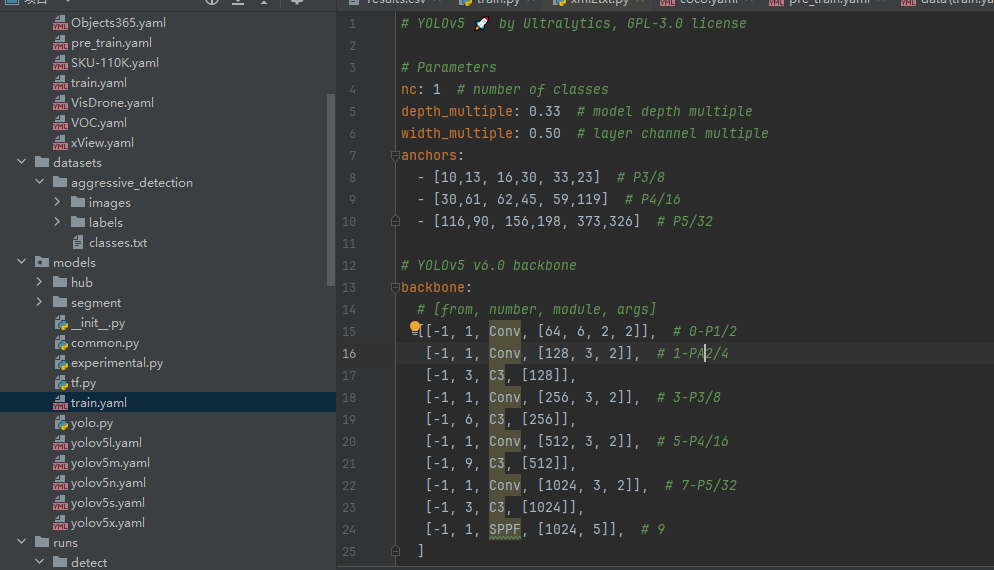 results.csv
train.py
xml2txt.py
coco.yaml
pre_train.yaml
Objects365.yaml
pre_train.yaml
SKU-110K.yaml
train.yaml
VisDrone.yaml
VOC.yaml
xView.yaml
datasets
aggressive_detection
images
labels
classes.txt
models
hub
segment
__init__.py
common.py
experimental.py
tf.py
train.yaml
yolo.py
yolov5l.yaml
yolov5m.yaml
yolov5n.yaml
yolov5s.yaml
yolov5x.yaml
runs
detect
1 # YOLOv5 🚀 by Ultralytics, GPL-3.0 license
2
3 # Parameters
4 nc: 1  # number of classes
5 depth_multiple: 0.33  # model depth multiple
6 width_multiple: 0.50  # layer channel multiple
7 anchors:
8   - [10,13, 16,30, 33,23]  # P3/8
9   - [30,61, 62,45, 59,119]  # P4/16
10   - [116,90, 156,198, 373,326]  # P5/32
11
12 # YOLOv5 v6.0 backbone
13 backbone:
14   # [from, number, module, args]
15   [[-1, 1, Conv, [64, 6, 2, 2]],  # 0-P1/2
16    [-1, 1, Conv, [128, 3, 2]],  # 1-PA2/4
17    [-1, 3, C3, [128]],
18    [-1, 1, Conv, [256, 3, 2]],  # 3-P3/8
19    [-1, 6, C3, [256]],
20    [-1, 1, Conv, [512, 3, 2]],  # 5-P4/16
21    [-1, 9, C3, [512]],
22    [-1, 1, Conv, [1024, 3, 2]],  # 7-P5/32
23    [-1, 3, C3, [1024]],
24    [-1, 1, SPPF, [1024, 5]],  # 9
25   ]